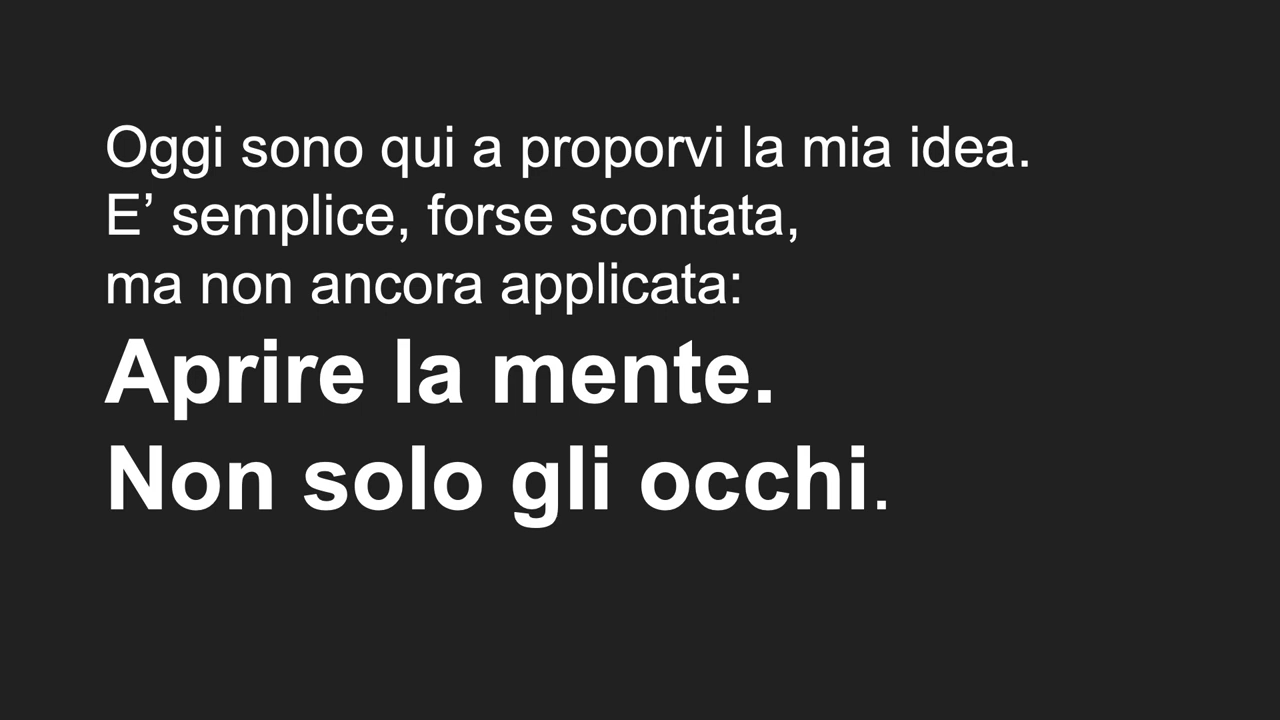 Oggi sono qui a proporvi la mia idea.
E’ semplice, forse scontata,
ma non ancora applicata:
Aprire la mente.
Non solo gli occhi.